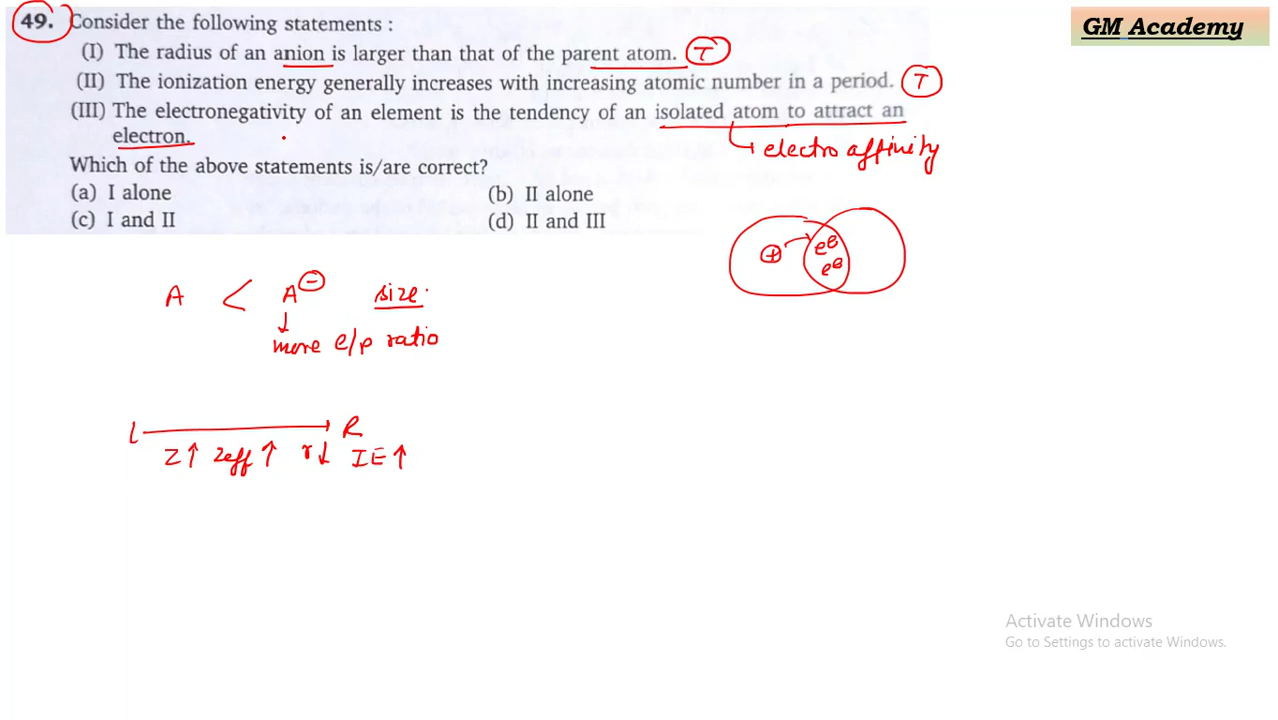 49. Consider the following statements :
GM Academy
(I) The radius of an anion is larger than that of the parent atom. T
(II) The ionization energy generally increases with increasing atomic number in a period. T
(III) The electronegativity of an element is the tendency of an isolated atom to attract an
electron.
electro affinity
Which of the above statements is/are correct?
(a) I alone
(b) II alone
(c) I and II
(d) II and III
+ e⊖
e⊖
A < A⊖ size.
more e/p ratio
L R
Z↑ Zeff ↑ r↓ IE↑
Activate Windows
Go to Settings to activate Windows.